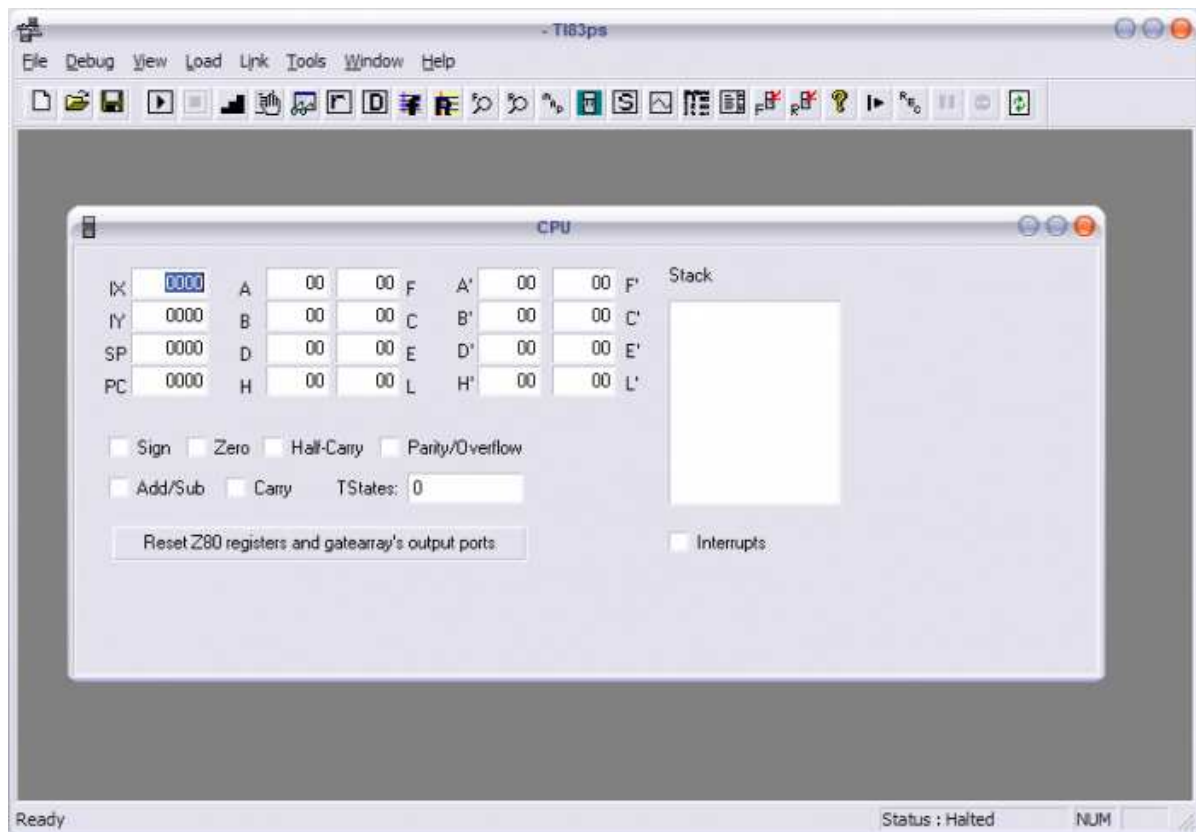 - TI83ps
File Debug View Load Link Tools Window Help
CPU
IX 0000 A 00 00 F A' 00 00 F' Stack
IY 0000 B 00 00 C B' 00 00 C'
SP 0000 D 00 00 E D' 00 00 E'
PC 0000 H 00 00 L H' 00 00 L'
Sign Zero Half-Carry Parity/Overflow
Add/Sub Carry TStates: 0
Reset Z80 registers and gatearray's output ports Interrupts
Ready Status : Halted NUM